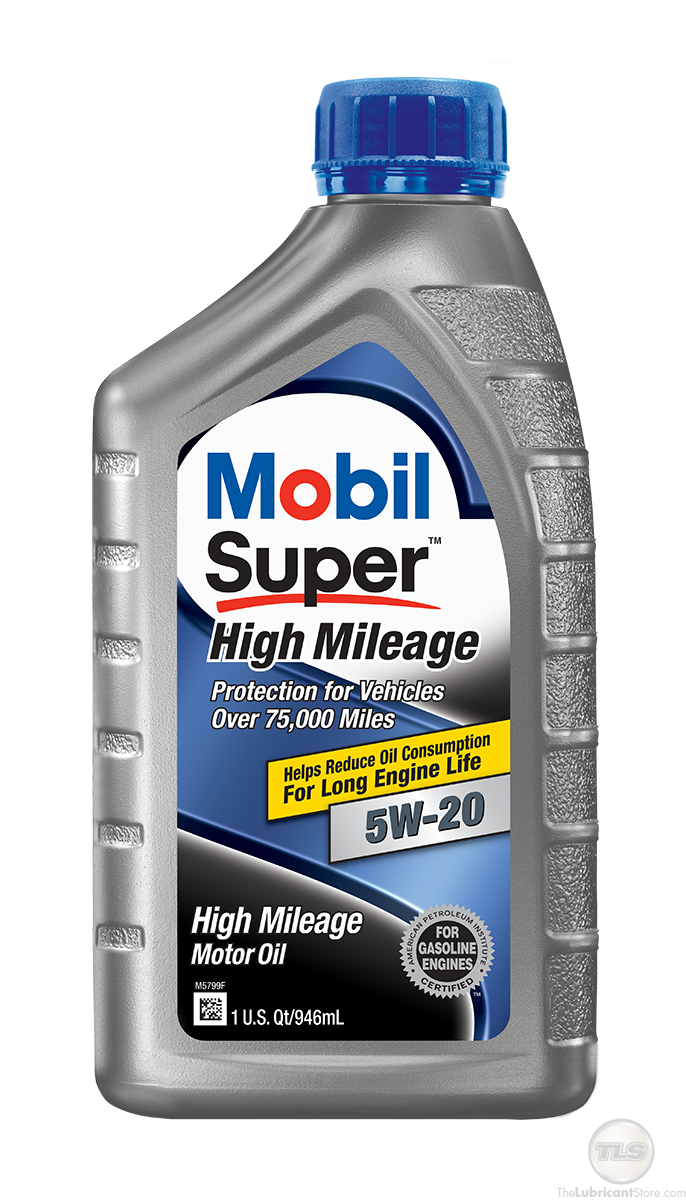 Mobil
Super™
High Mileage
Protection for Vehicles
Over 75,000 Miles
Helps Reduce Oil Consumption
For Long Engine Life
5W-20
High Mileage
Motor Oil
AMERICAN PETROLEUM INSTITUTE
FOR
GASOLINE
ENGINES
CERTIFIED
™
M5799F
1 U.S. Qt/946mL
TLS
TheLubricantStore.com